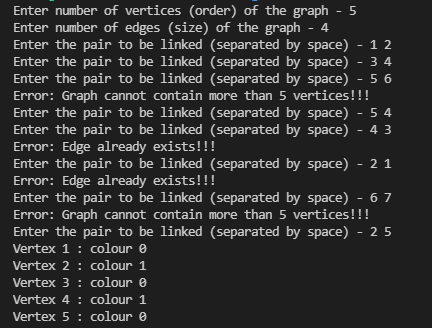 Enter number of vertices (order) of the graph - 5
Enter number of edges (size) of the graph - 4
Enter the pair to be linked (separated by space) - 1 2
Enter the pair to be linked (separated by space) - 3 4
Enter the pair to be linked (separated by space) - 5 6
Error: Graph cannot contain more than 5 vertices!!!
Enter the pair to be linked (separated by space) - 5 4
Enter the pair to be linked (separated by space) - 4 3
Error: Edge already exists!!!
Enter the pair to be linked (separated by space) - 2 1
Error: Edge already exists!!!
Enter the pair to be linked (separated by space) - 6 7
Error: Graph cannot contain more than 5 vertices!!!
Enter the pair to be linked (separated by space) - 2 5
Vertex 1 : colour 0
Vertex 2 : colour 1
Vertex 3 : colour 0
Vertex 4 : colour 1
Vertex 5 : colour 0